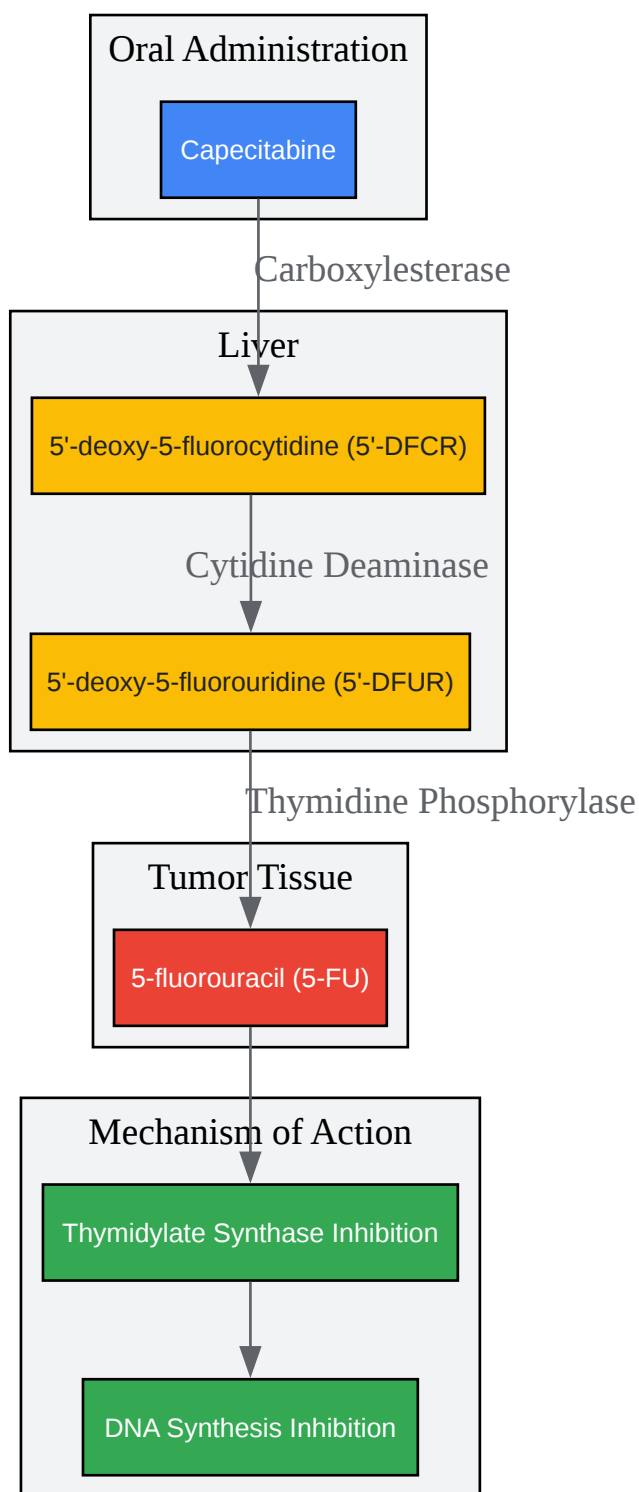 Oral Administration
Capecitabine
Carboxylesterase
Liver
5'-deoxy-5-fluorocytidine (5'-DFCR)
Cytidine Deaminase
5'-deoxy-5-fluorouridine (5'-DFUR)
Thymidine Phosphorylase
Tumor Tissue
5-fluorouracil (5-FU)
Mechanism of Action
Thymidylate Synthase Inhibition
DNA Synthesis Inhibition